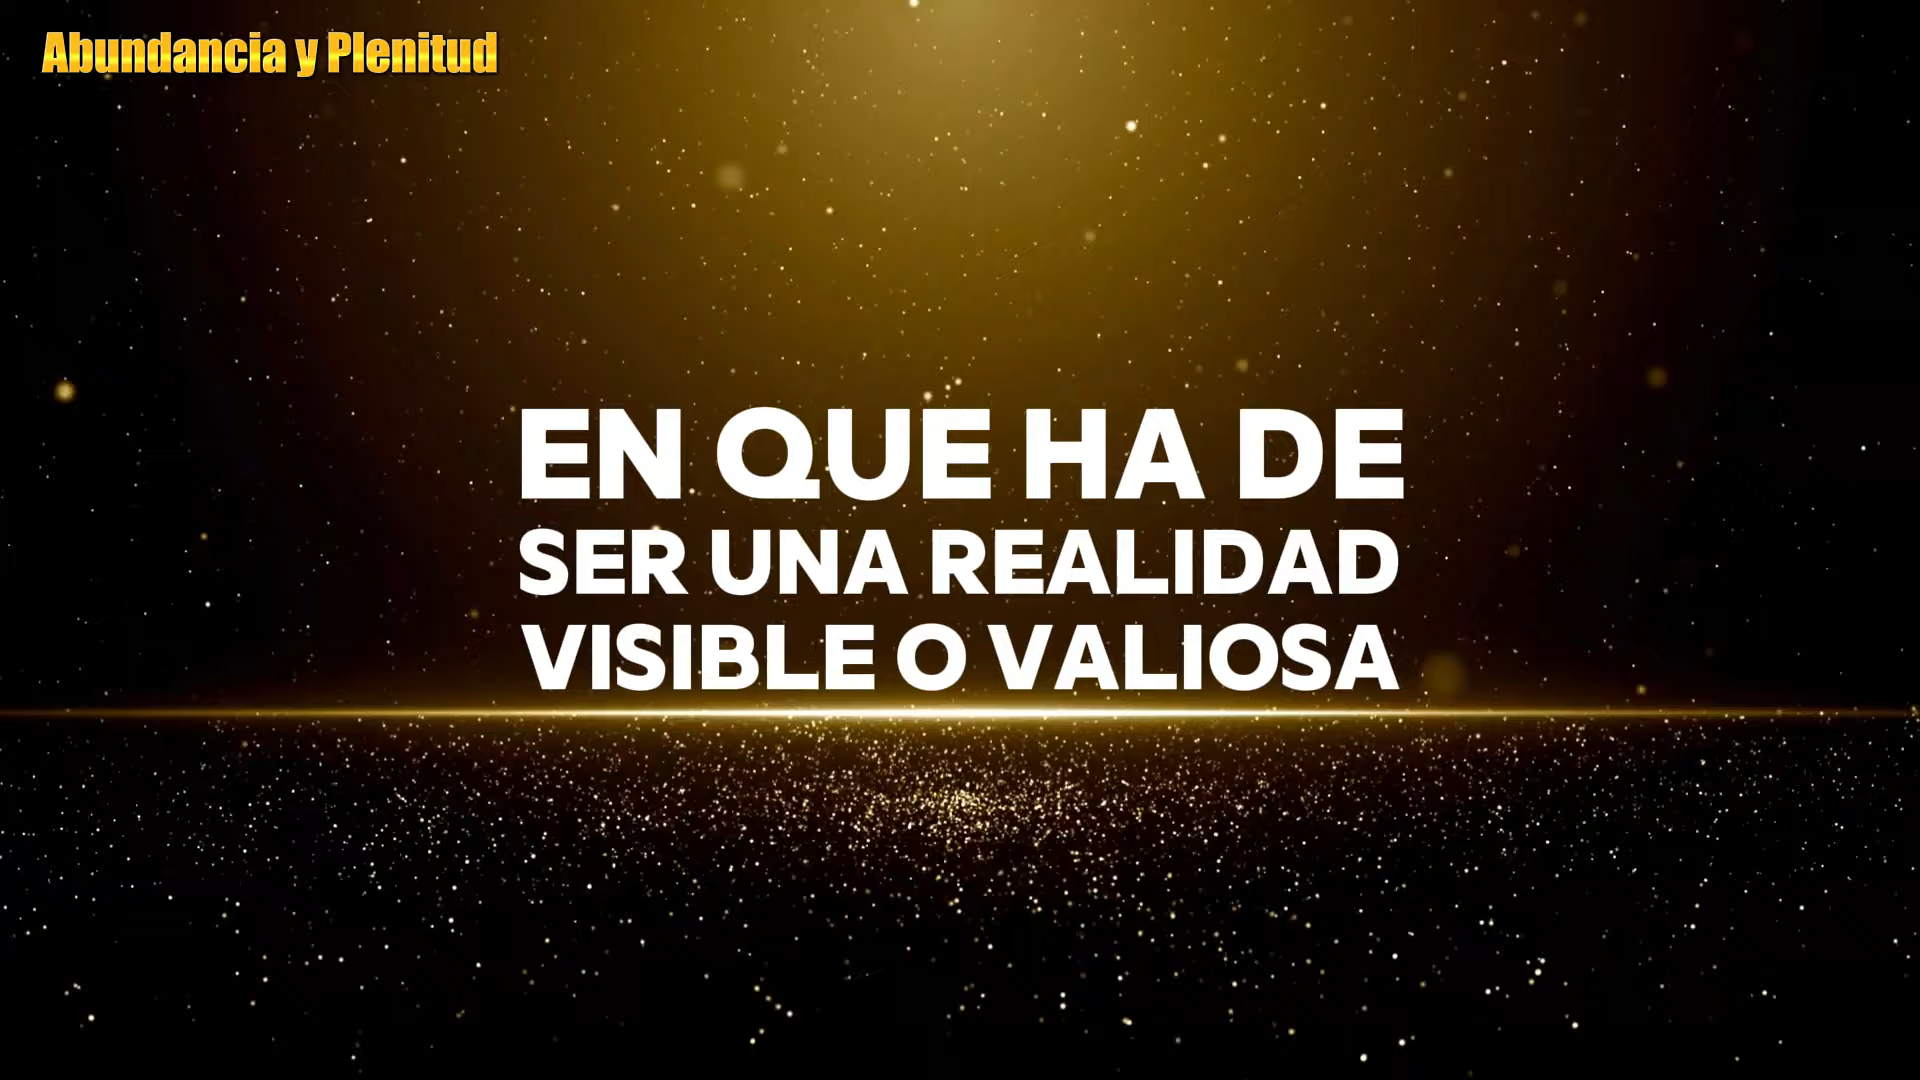 Abundancia y Plenitud
EN QUE HA DE
SER UNA REALIDAD
VISIBLE O VALIOSA